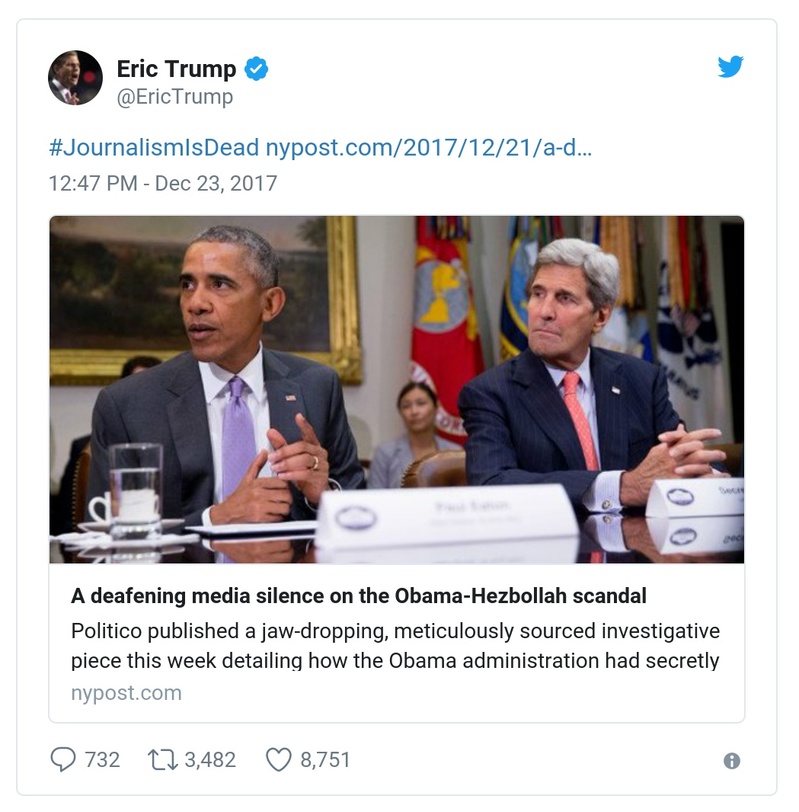 Eric Trump
@EricTrump
#JournalismIsDead nypost.com/2017/12/21/a-d...
12:47 PM - Dec 23, 2017
A deafening media silence on the Obama-Hezbollah scandal
Politico published a jaw-dropping, meticulously sourced investigative
piece this week detailing how the Obama administration had secretly
nypost.com
732 3,482 8,751